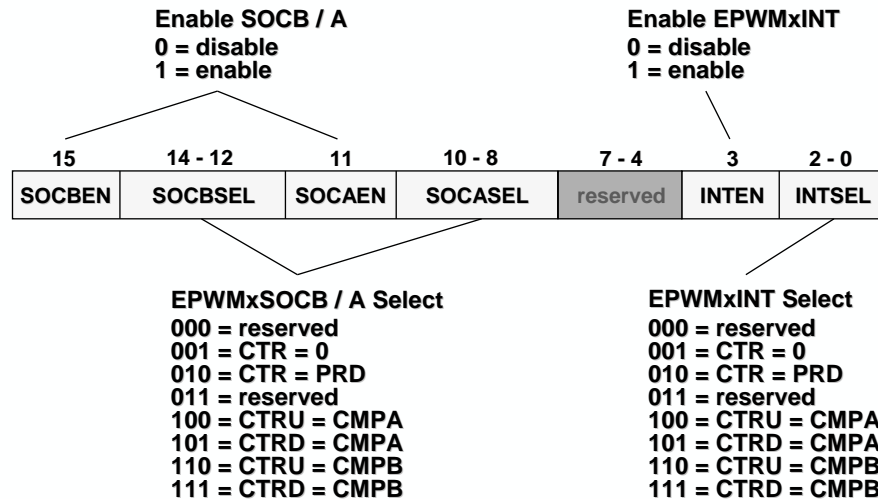 Enable SOCB / A
0 = disable
1 = enable
Enable EPWMxINT
0 = disable
1 = enable
15 14 - 12 11 10 - 8 7 - 4 3 2 - 0
SOCBEN SOCBSEL SOCAEN SOCASEL reserved INTEN INTSEL
EPWMxSOCB / A Select
000 = reserved
001 = CTR = 0
010 = CTR = PRD
011 = reserved
100 = CTRU = CMPA
101 = CTRD = CMPA
110 = CTRU = CMPB
111 = CTRD = CMPB
EPWMxINT Select
000 = reserved
001 = CTR = 0
010 = CTR = PRD
011 = reserved
100 = CTRU = CMPA
101 = CTRD = CMPA
110 = CTRU = CMPB
111 = CTRD = CMPB